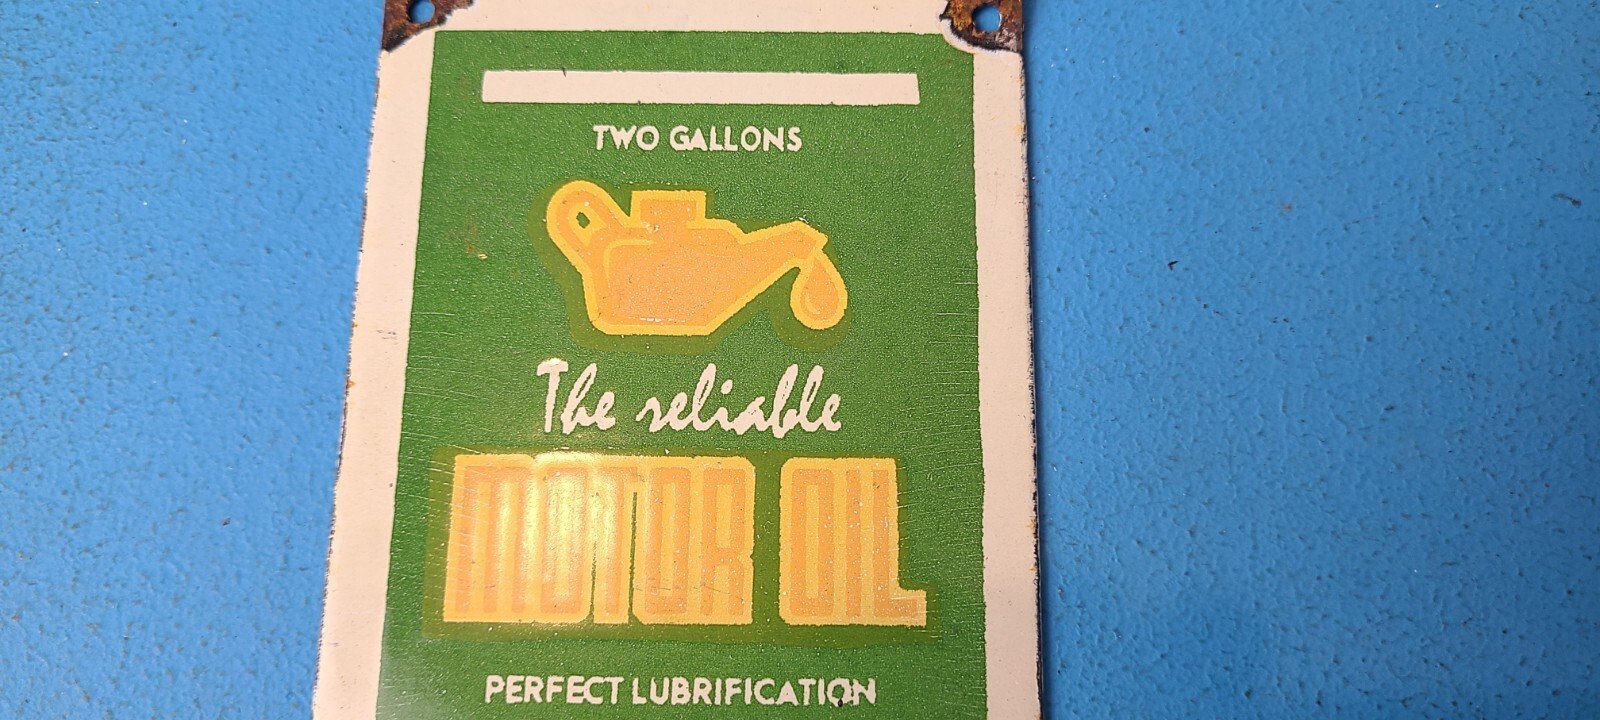 TWO GALLONS
The reliable
MOTOR OIL
PERFECT LUBRIFICATION